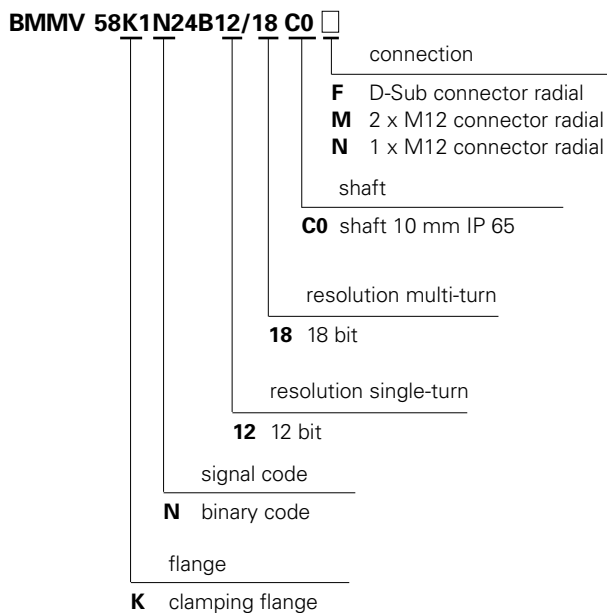 BMMV 58K1N24B12/18 C0 □
connection
F D-Sub connector radial
M 2 x M12 connector radial
N 1 x M12 connector radial
shaft
C0 shaft 10 mm IP 65
resolution multi-turn
18 18 bit
resolution single-turn
12 12 bit
signal code
N binary code
flange
K clamping flange